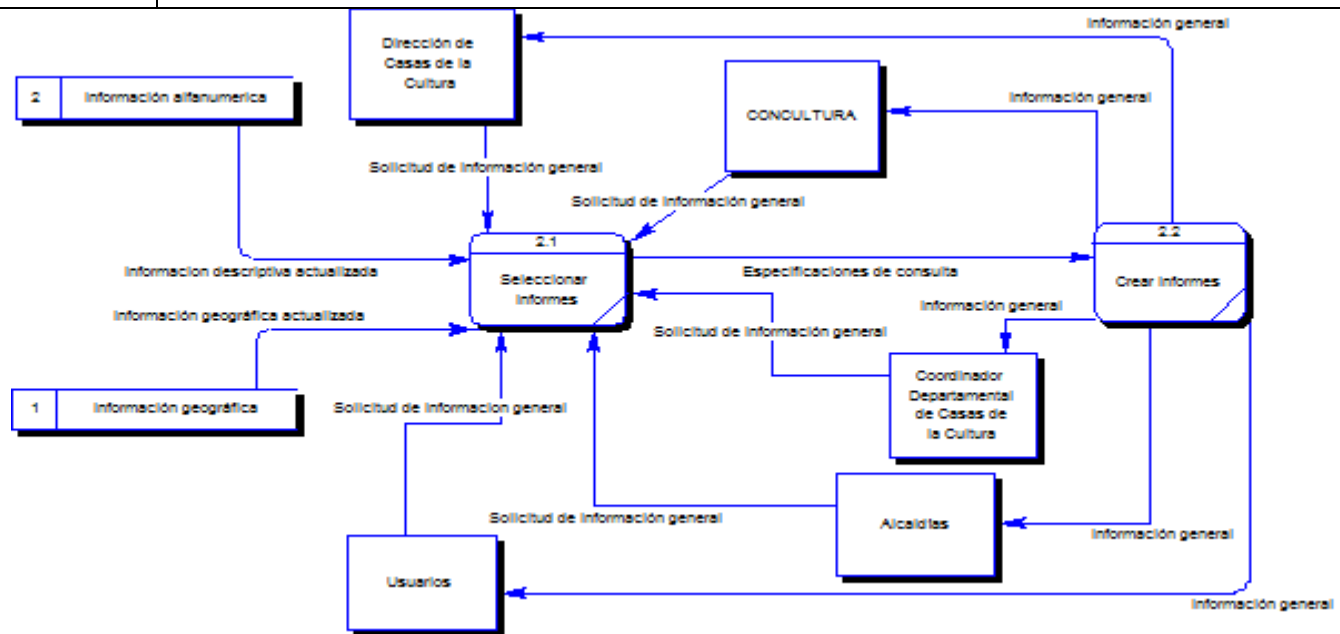 Información general
Dirección de
Casas de la
Cultura
2 Información alfanumerica
CONCULTURA
Información general
Solicitud de Información general
Solicitud de Información general
2.1
Seleccionar
Informes
2.2
Crear Informes
Informacion descriptiva actualizada
Especificaciones de consulta
Información geográfica actualizada
Información general
Solicitud de Información general
Coordinador
Departamental
de Casas de
la Cultura
1 Información geográfica
Solicitud de Informacion general
Alcaldías
Solicitud de Información general
Información general
Usuarios
Información general